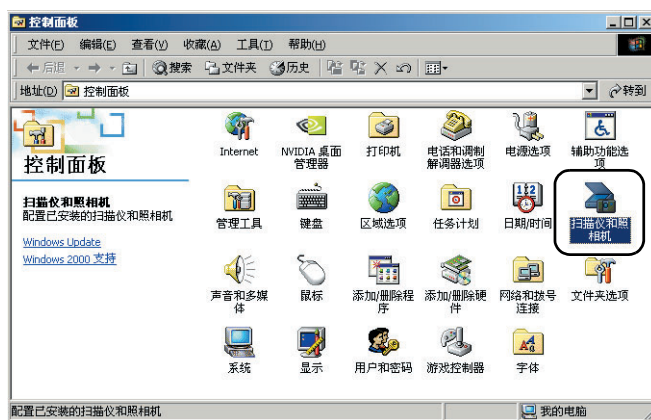 控制面板
文件(F) 编辑(E) 查看(V) 收藏(A) 工具(T) 帮助(H)
后退 搜索 文件夹 历史
地址(D) 控制面板 转到
控制面板
扫描仪和照相机
配置已安装的扫描仪和照相机
Windows Update
Windows 2000 支持
Internet NVIDIA 桌面 打印机 电话和调制 电源选项 辅助功能选
管理器 解调器选项 项
管理工具 键盘 区域选项 任务计划 日期/时间 扫描仪和照
相机
声音和多媒 鼠标 添加/删除程 添加/删除硬 网络和拨号 文件夹选项
体 序 件 连接
系统 显示 用户和密码 游戏控制器 字体
配置已安装的扫描仪和照相机 我的电脑